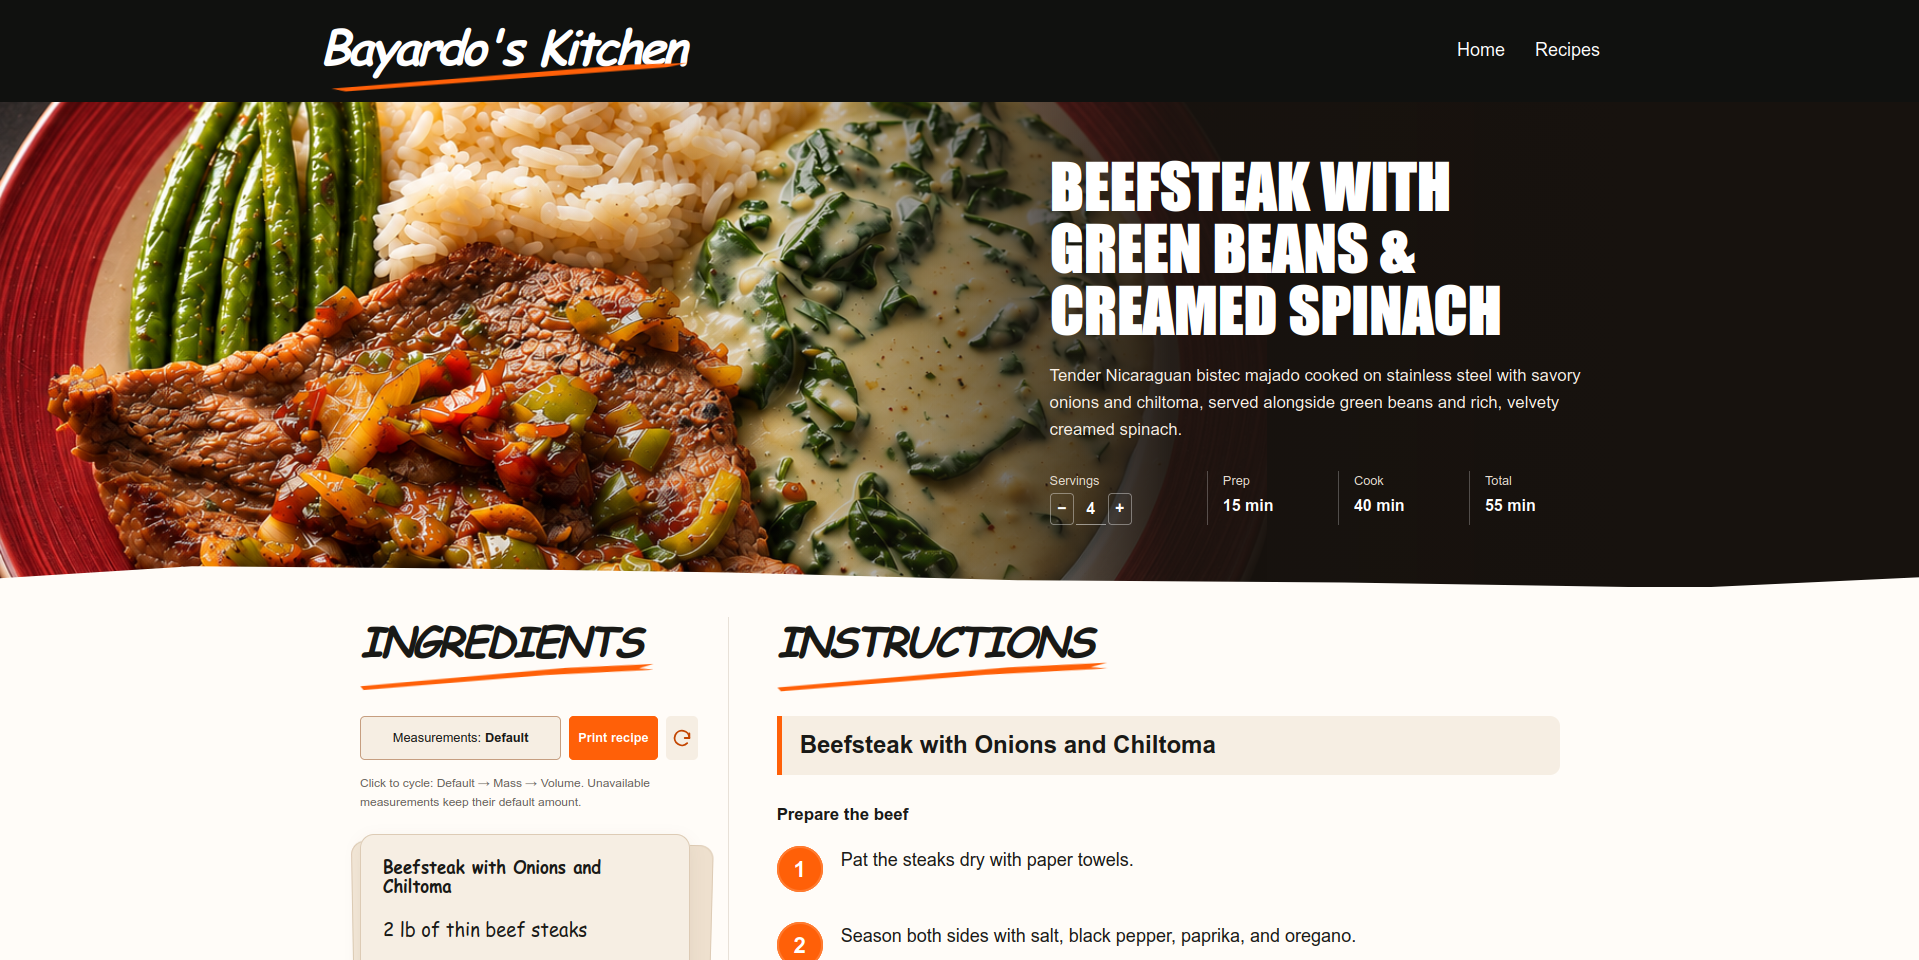 Bayardo's Kitchen
Home
Recipes
BEEFSTEAK WITH
GREEN BEANS &
CREAMED SPINACH
Tender Nicaraguan bistec majado cooked on stainless steel with savory
onions and chiltoma, served alongside green beans and rich, velvety
creamed spinach.
Servings
− 4 +
Prep
15 min
Cook
40 min
Total
55 min
INGREDIENTS
Measurements: Default
Print recipe
Click to cycle: Default → Mass → Volume. Unavailable
measurements keep their default amount.
Beefsteak with Onions and
Chiltoma
2 lb of thin beef steaks
INSTRUCTIONS
Beefsteak with Onions and Chiltoma
Prepare the beef
1 Pat the steaks dry with paper towels.
2 Season both sides with salt, black pepper, paprika, and oregano.